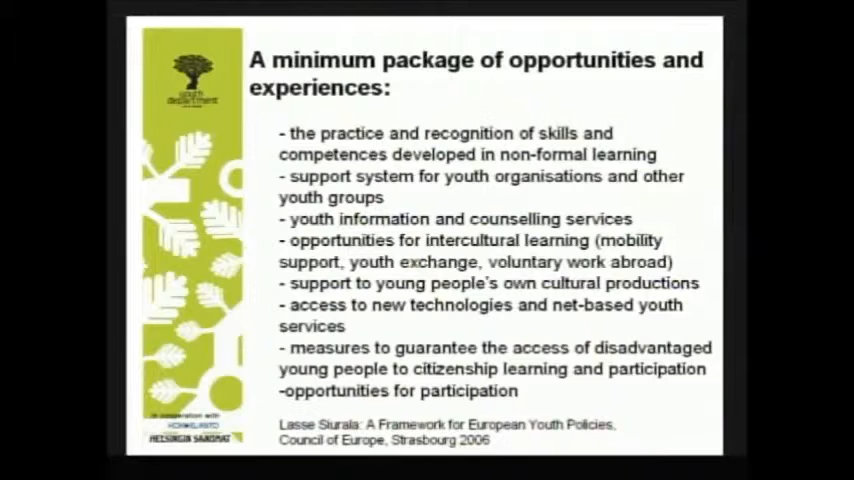 youth
department
A minimum package of opportunities and
experiences:
- the practice and recognition of skills and
competences developed in non-formal learning
- support system for youth organisations and other
youth groups
- youth information and counselling services
- opportunities for intercultural learning (mobility
support, youth exchange, voluntary work abroad)
- support to young people's own cultural productions
- access to new technologies and net-based youth
services
- measures to guarantee the access of disadvantaged
young people to citizenship learning and participation
-opportunities for participation
Lasse Siurala: A Framework for European Youth Policies,
Council of Europe, Strasbourg 2006
in cooperation with
HELSINGIN SANOMAT